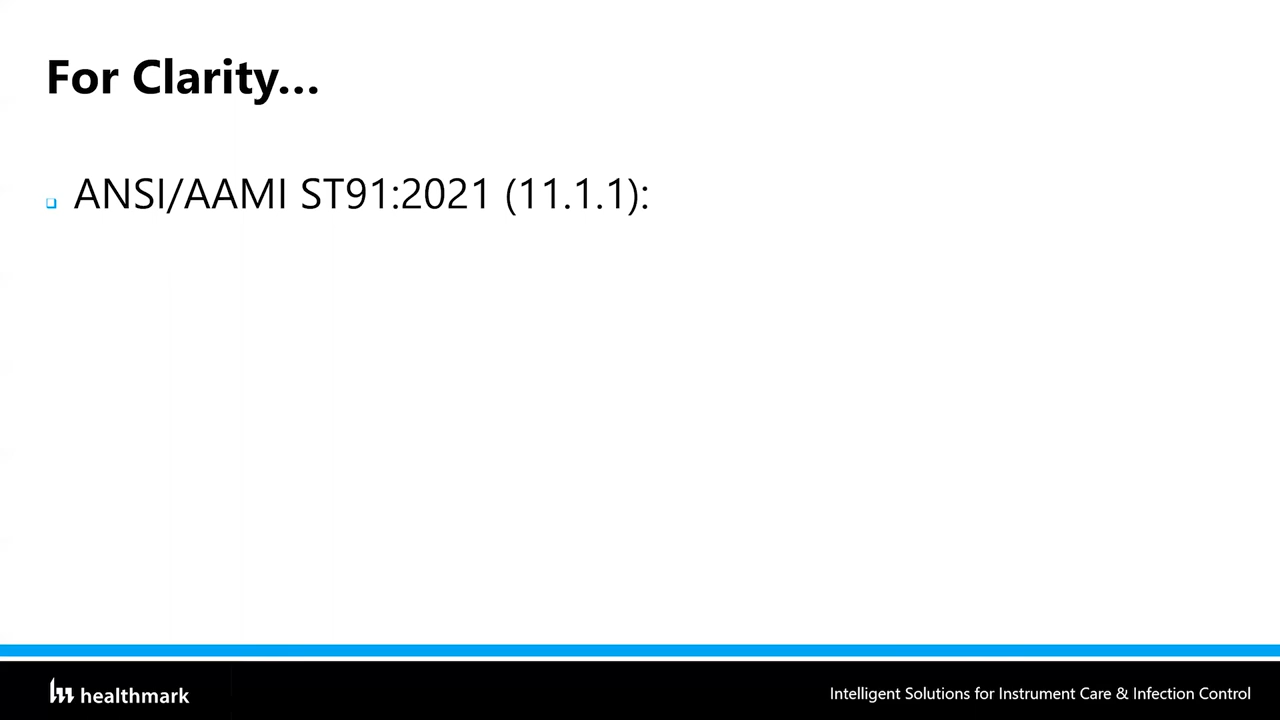 For Clarity...
ANSI/AAMI ST91:2021 (11.1.1):
healthmark
Intelligent Solutions for Instrument Care & Infection Control